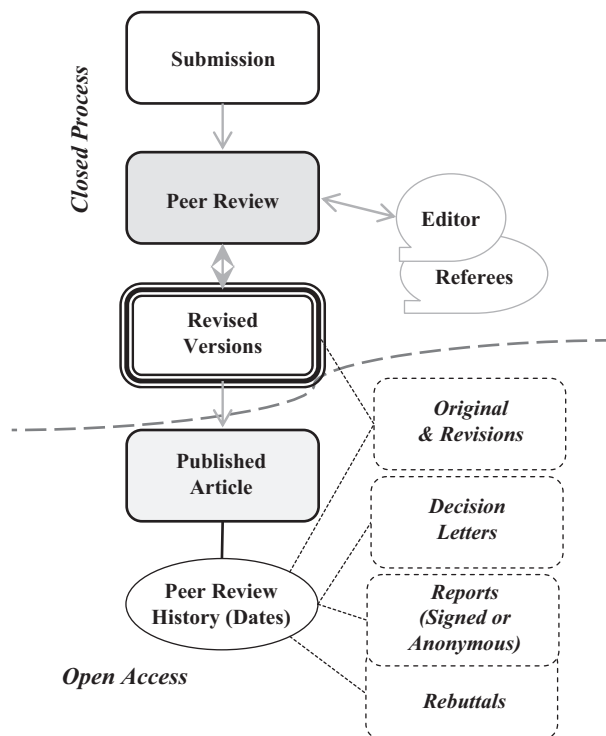 Submission
Closed Process
Peer Review
Editor
Referees
Revised
Versions
Original
& Revisions
Published
Article
Decision
Letters
Peer Review
History (Dates)
Reports
(Signed or
Anonymous)
Open Access
Rebuttals